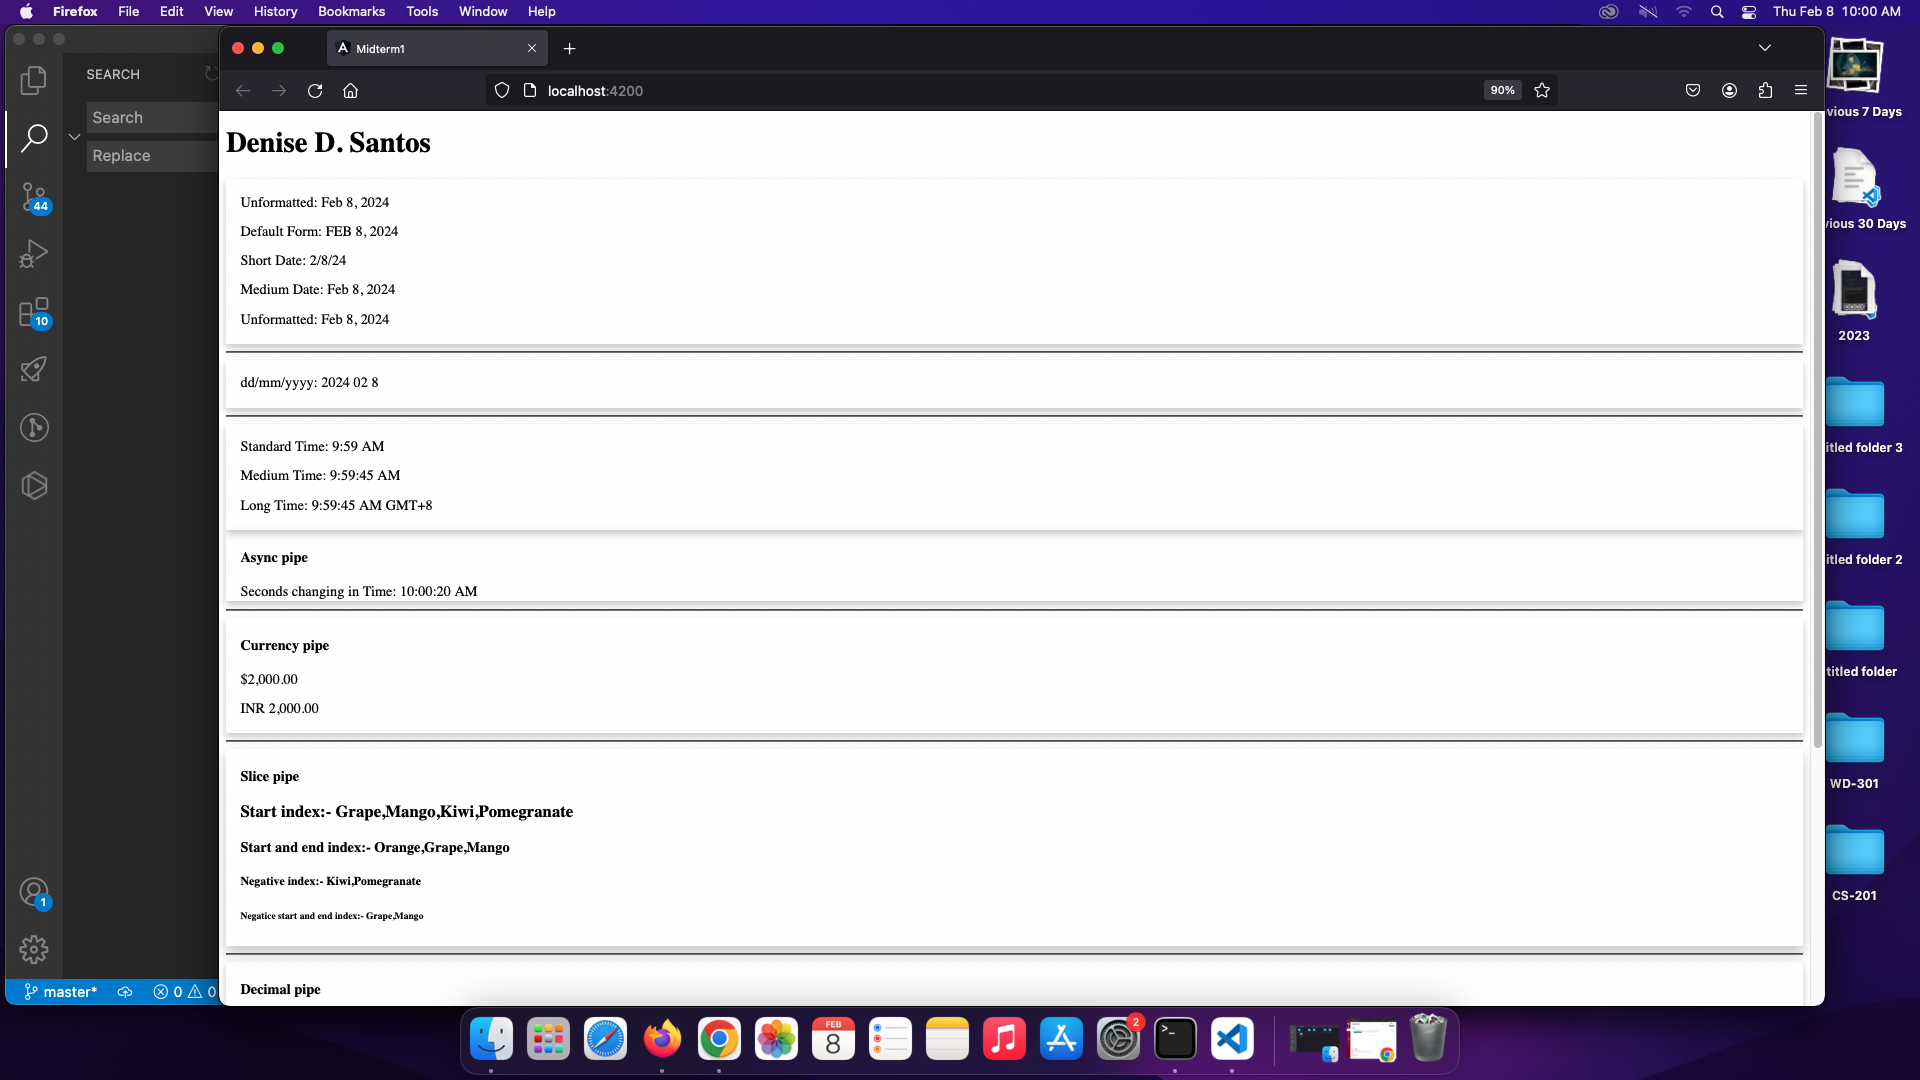 Firefox File Edit View History Bookmarks Tools Window Help
Thu Feb 8 10:00 AM
SEARCH
Search
Replace
44
10
1
master*
0
0
Midterm1
localhost:4200
90%
Denise D. Santos
Unformatted: Feb 8, 2024
Default Form: FEB 8, 2024
Short Date: 2/8/24
Medium Date: Feb 8, 2024
Unformatted: Feb 8, 2024
dd/mm/yyyy: 2024 02 8
Standard Time: 9:59 AM
Medium Time: 9:59:45 AM
Long Time: 9:59:45 AM GMT+8
Async pipe
Seconds changing in Time: 10:00:20 AM
Currency pipe
$2,000.00
INR 2,000.00
Slice pipe
Start index:- Grape,Mango,Kiwi,Pomegranate
Start and end index:- Orange,Grape,Mango
Negative index:- Kiwi,Pomegranate
Negatice start and end index:- Grape,Mango
Decimal pipe
vious 7 Days
vious 30 Days
2023
itled folder 3
itled folder 2
titled folder
WD-301
CS-201
FEB
8
2